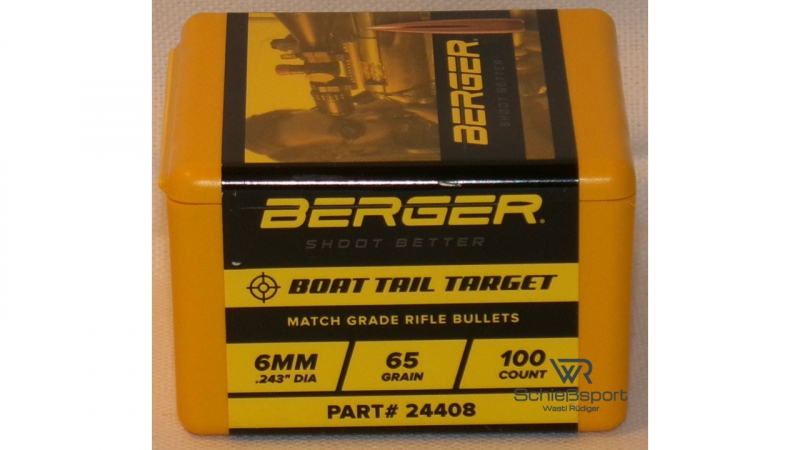 BERGER
SHOOT BETTER
BERGER.
SHOOT BETTER
BOAT TAIL TARGET
MATCH GRADE RIFLE BULLETS
6MM
.243" DIA
65
GRAIN
100
COUNT
PART# 24408
WR
Schießsport
Wastl Rüdiger